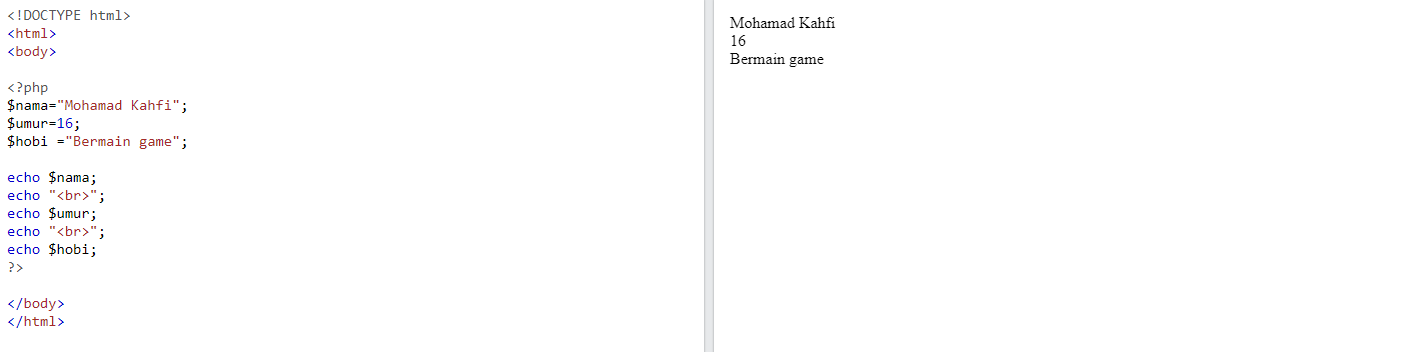 <!DOCTYPE html>
<html>
<body>
<?php
$nama="Mohamad Kahfi";
$umur=16;
$hobi ="Bermain game";
echo $nama;
echo "<br>";
echo $umur;
echo "<br>";
echo $hobi;
?>
</body>
</html>
Mohamad Kahfi
16
Bermain game